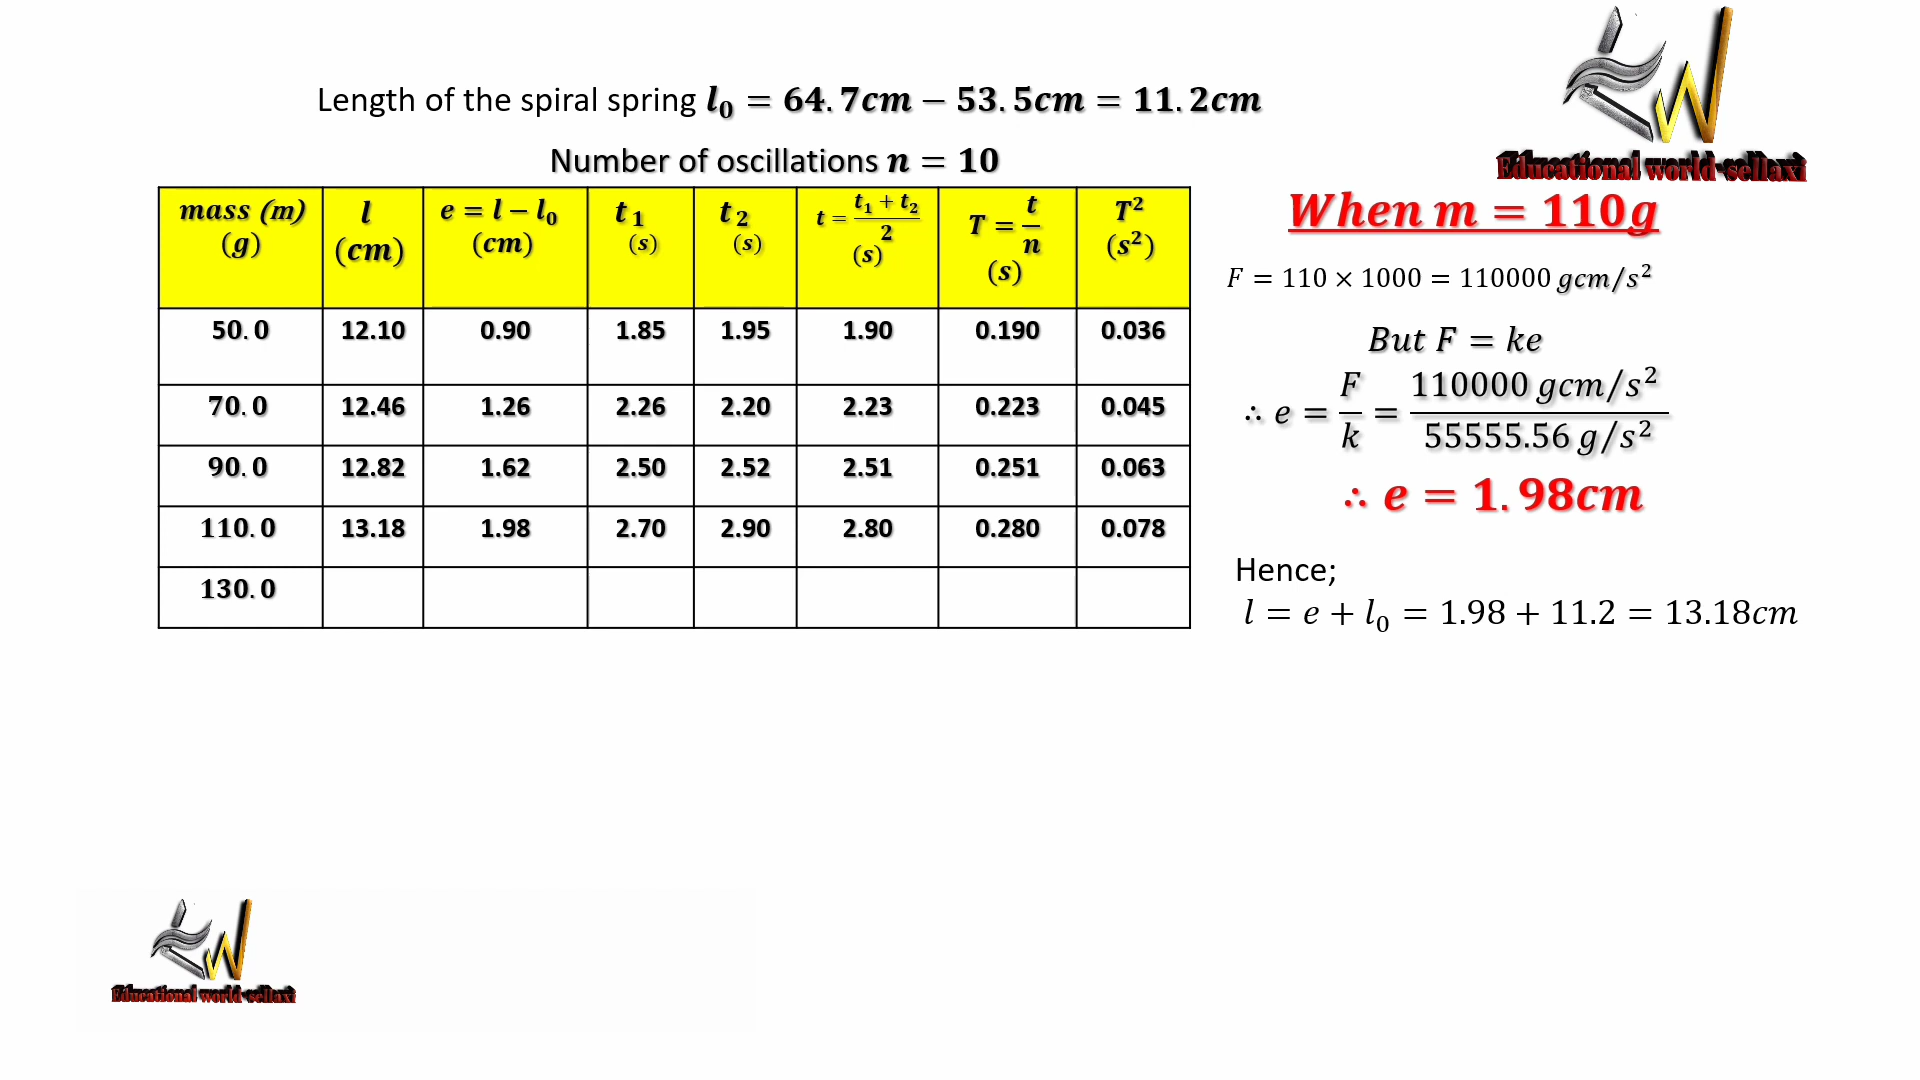 Educational world-sellaxi
Length of the spiral spring l₀ = 64.7cm − 53.5cm = 11.2cm
Number of oscillations n = 10
mass (m) (g) | l (cm) | e = l − l₀ (cm) | t₁ (s) | t₂ (s) | t = (t₁ + t₂)/2 (s) | T = t/n (s) | T² (s²)
50.0 | 12.10 | 0.90 | 1.85 | 1.95 | 1.90 | 0.190 | 0.036
70.0 | 12.46 | 1.26 | 2.26 | 2.20 | 2.23 | 0.223 | 0.045
90.0 | 12.82 | 1.62 | 2.50 | 2.52 | 2.51 | 0.251 | 0.063
110.0 | 13.18 | 1.98 | 2.70 | 2.90 | 2.80 | 0.280 | 0.078
130.0
When m = 110g
F = 110 × 1000 = 110000 gcm/s²
But F = ke
∴ e = F/k = 110000 gcm/s² / 55555.56 g/s²
∴ e = 1.98cm
Hence;
l = e + l₀ = 1.98 + 11.2 = 13.18cm
Educational world-sellaxi